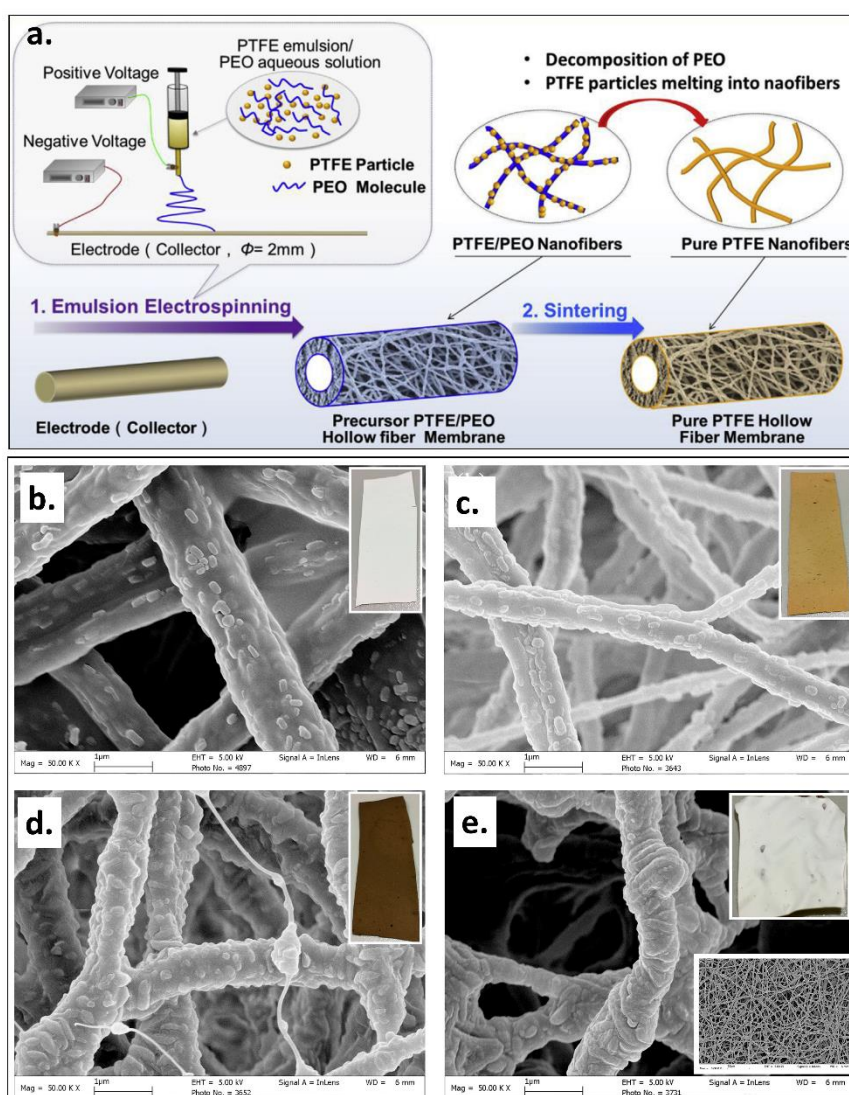 a.
PTFE emulsion/
PEO aqueous solution
Positive Voltage
Negative Voltage
PTFE Particle
PEO Molecule
Electrode ( Collector , Φ= 2mm )
• Decomposition of PEO
• PTFE particles melting into naofibers
PTFE/PEO Nanofibers
Pure PTFE Nanofibers
1. Emulsion Electrospinning
2. Sintering
Electrode ( Collector )
Precursor PTFE/PEO
Hollow fiber Membrane
Pure PTFE Hollow
Fiber Membrane
b.
Mag = 50.00 K X
1µm
EHT = 5.00 kV
Signal A = InLens
WD = 6 mm
Photo No. = 4897
c.
Mag = 50.00 K X
1µm
EHT = 5.00 kV
Signal A = InLens
WD = 6 mm
Photo No. = 3643
d.
Mag = 50.00 K X
1µm
EHT = 5.00 kV
Signal A = InLens
WD = 6 mm
Photo No. = 3652
e.
Mag = 50.00 K X
1µm
EHT = 5.00 kV
Signal A = InLens
WD = 6 mm
Photo No. = 3731